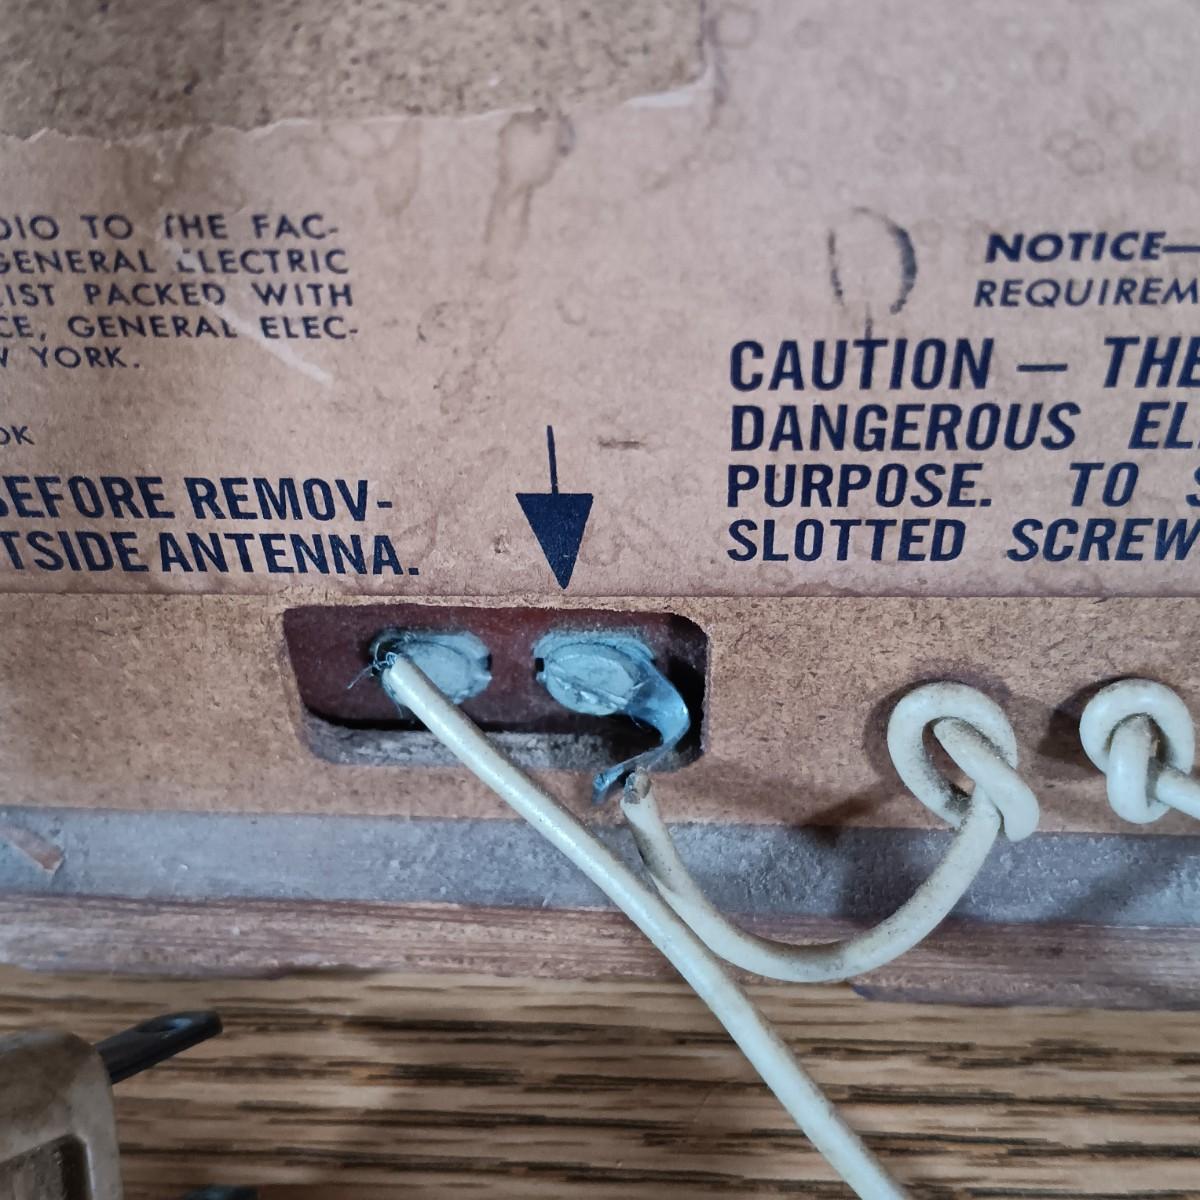 DIO TO THE FAC-
GENERAL ELECTRIC
LIST PACKED WITH
CE, GENERAL ELEC-
W YORK.
OK
BEFORE REMOV-
TSIDE ANTENNA.
NOTICE—
REQUIREM
CAUTION — THE
DANGEROUS EL
PURPOSE. TO S
SLOTTED SCREW